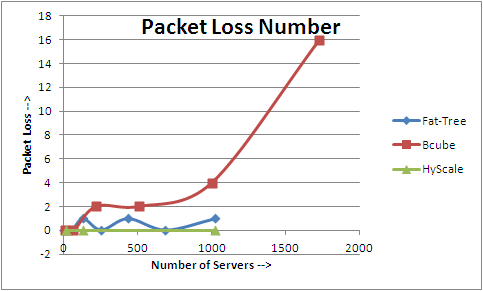 Packet Loss Number
18
16
14
12
10
8
6
4
2
0
-2
Packet Loss -->
0
500
1000
1500
2000
Number of Servers -->
Fat-Tree
Bcube
HyScale